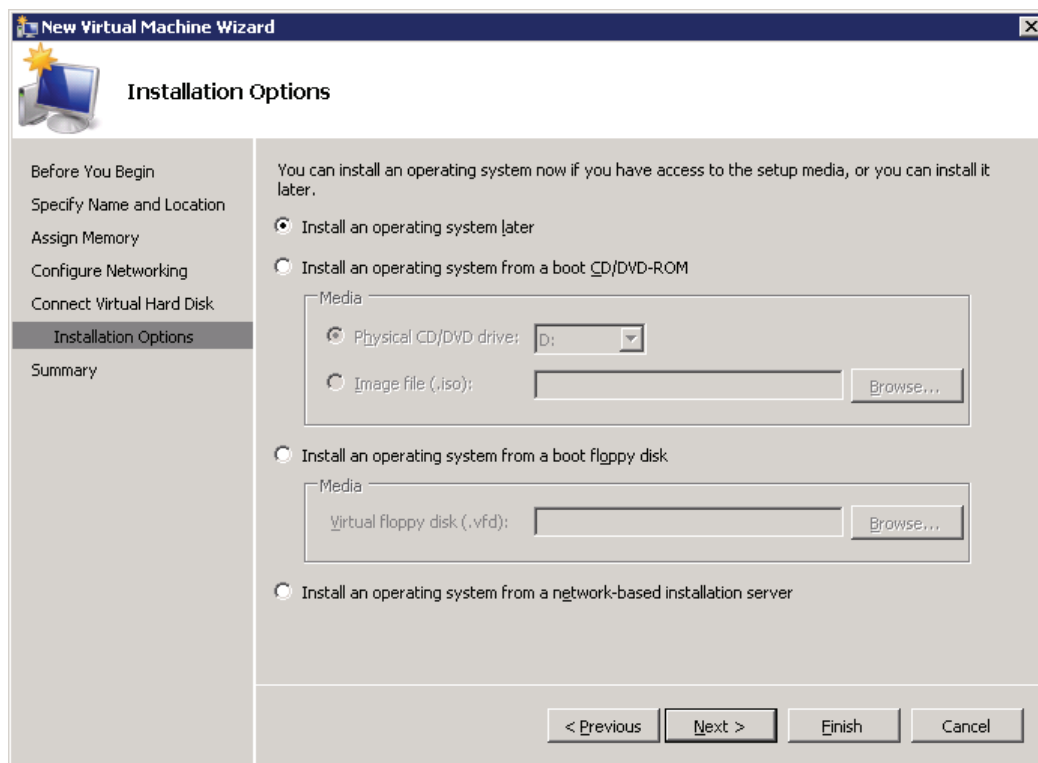 New Virtual Machine Wizard
Installation Options
Before You Begin
Specify Name and Location
Assign Memory
Configure Networking
Connect Virtual Hard Disk
Installation Options
Summary
You can install an operating system now if you have access to the setup media, or you can install it
later.
Install an operating system later
Install an operating system from a boot CD/DVD-ROM
Media
Physical CD/DVD drive: D:
Image file (.iso): Browse...
Install an operating system from a boot floppy disk
Media
Virtual floppy disk (.vfd): Browse...
Install an operating system from a network-based installation server
< Previous Next > Finish Cancel